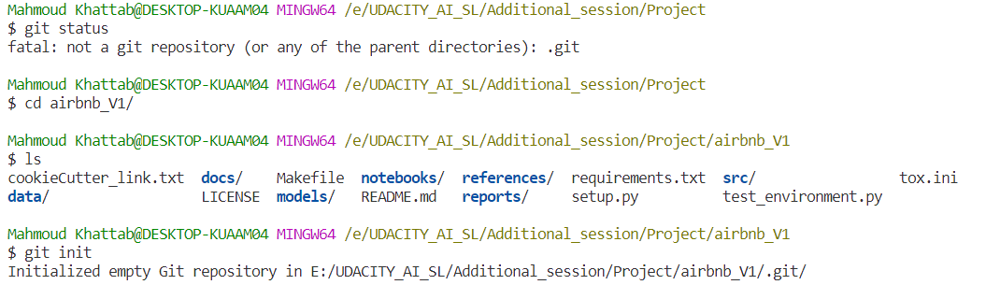 Mahmoud Khattab@DESKTOP-KUAAM04 MINGW64 /e/UDACITY_AI_SL/Additional_session/Project
$ git status
fatal: not a git repository (or any of the parent directories): .git
Mahmoud Khattab@DESKTOP-KUAAM04 MINGW64 /e/UDACITY_AI_SL/Additional_session/Project
$ cd airbnb_V1/
Mahmoud Khattab@DESKTOP-KUAAM04 MINGW64 /e/UDACITY_AI_SL/Additional_session/Project/airbnb_V1
$ ls
cookieCutter_link.txt docs/ Makefile notebooks/ references/ requirements.txt src/ tox.ini
data/ LICENSE models/ README.md reports/ setup.py test_environment.py
Mahmoud Khattab@DESKTOP-KUAAM04 MINGW64 /e/UDACITY_AI_SL/Additional_session/Project/airbnb_V1
$ git init
Initialized empty Git repository in E:/UDACITY_AI_SL/Additional_session/Project/airbnb_V1/.git/